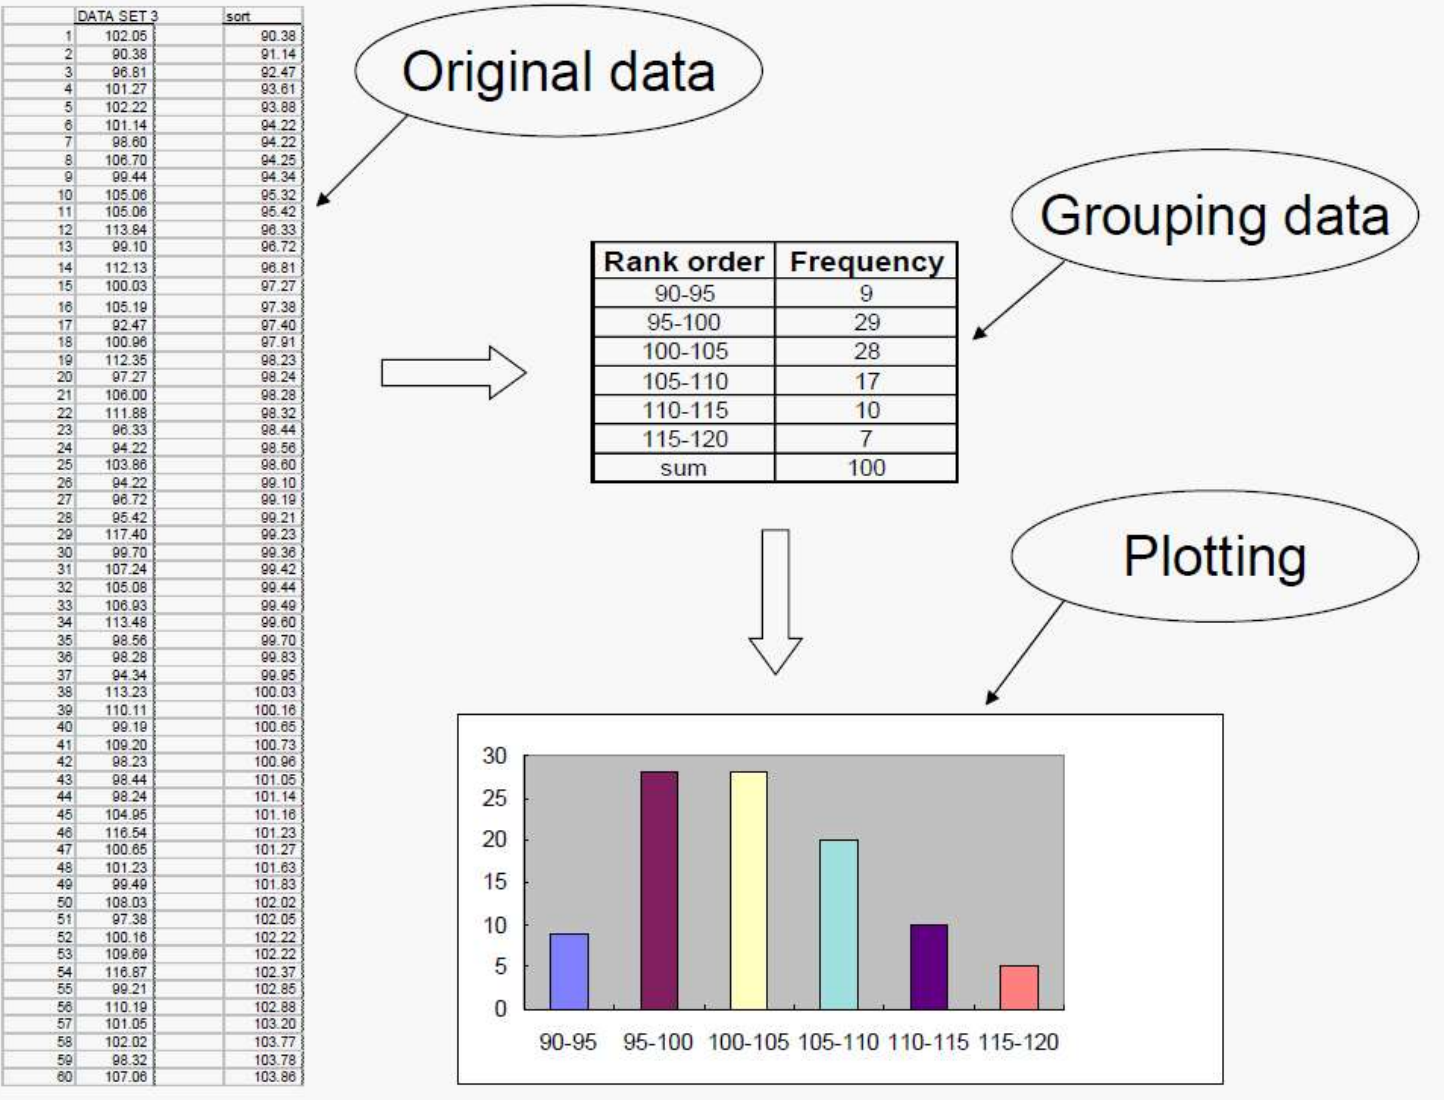 DATA SET 3 sort
1 102.05 90.38
2 90.38 91.14
3 96.81 92.47
4 101.27 93.61
5 102.22 93.88
6 101.14 94.22
7 98.60 94.22
8 106.70 94.25
9 99.44 94.34
10 105.06 95.32
11 105.06 95.42
12 113.84 96.33
13 99.10 96.72
14 112.13 96.81
15 100.03 97.27
16 105.19 97.38
17 92.47 97.40
18 100.96 97.91
19 112.35 98.23
20 97.27 98.24
21 106.00 98.28
22 111.88 98.32
23 96.33 98.44
24 94.22 98.56
25 103.86 98.60
26 94.22 99.10
27 96.72 99.19
28 95.42 99.21
29 117.40 99.23
30 99.70 99.36
31 107.24 99.42
32 105.08 99.44
33 106.93 99.49
34 113.48 99.60
35 98.56 99.70
36 98.28 99.83
37 94.34 99.95
38 113.23 100.03
39 110.11 100.16
40 99.19 100.65
41 109.20 100.73
42 98.23 100.96
43 98.44 101.05
44 98.24 101.14
45 104.95 101.16
46 116.54 101.23
47 100.65 101.27
48 101.23 101.63
49 99.49 101.83
50 108.03 102.02
51 97.38 102.05
52 100.16 102.22
53 109.69 102.22
54 116.87 102.37
55 99.21 102.85
56 110.19 102.88
57 101.05 103.20
58 102.02 103.77
59 98.32 103.78
60 107.06 103.86
Original data
Grouping data
Rank order Frequency
90-95 9
95-100 29
100-105 28
105-110 17
110-115 10
115-120 7
sum 100
Plotting
30
25
20
15
10
5
0
90-95 95-100 100-105 105-110 110-115 115-120